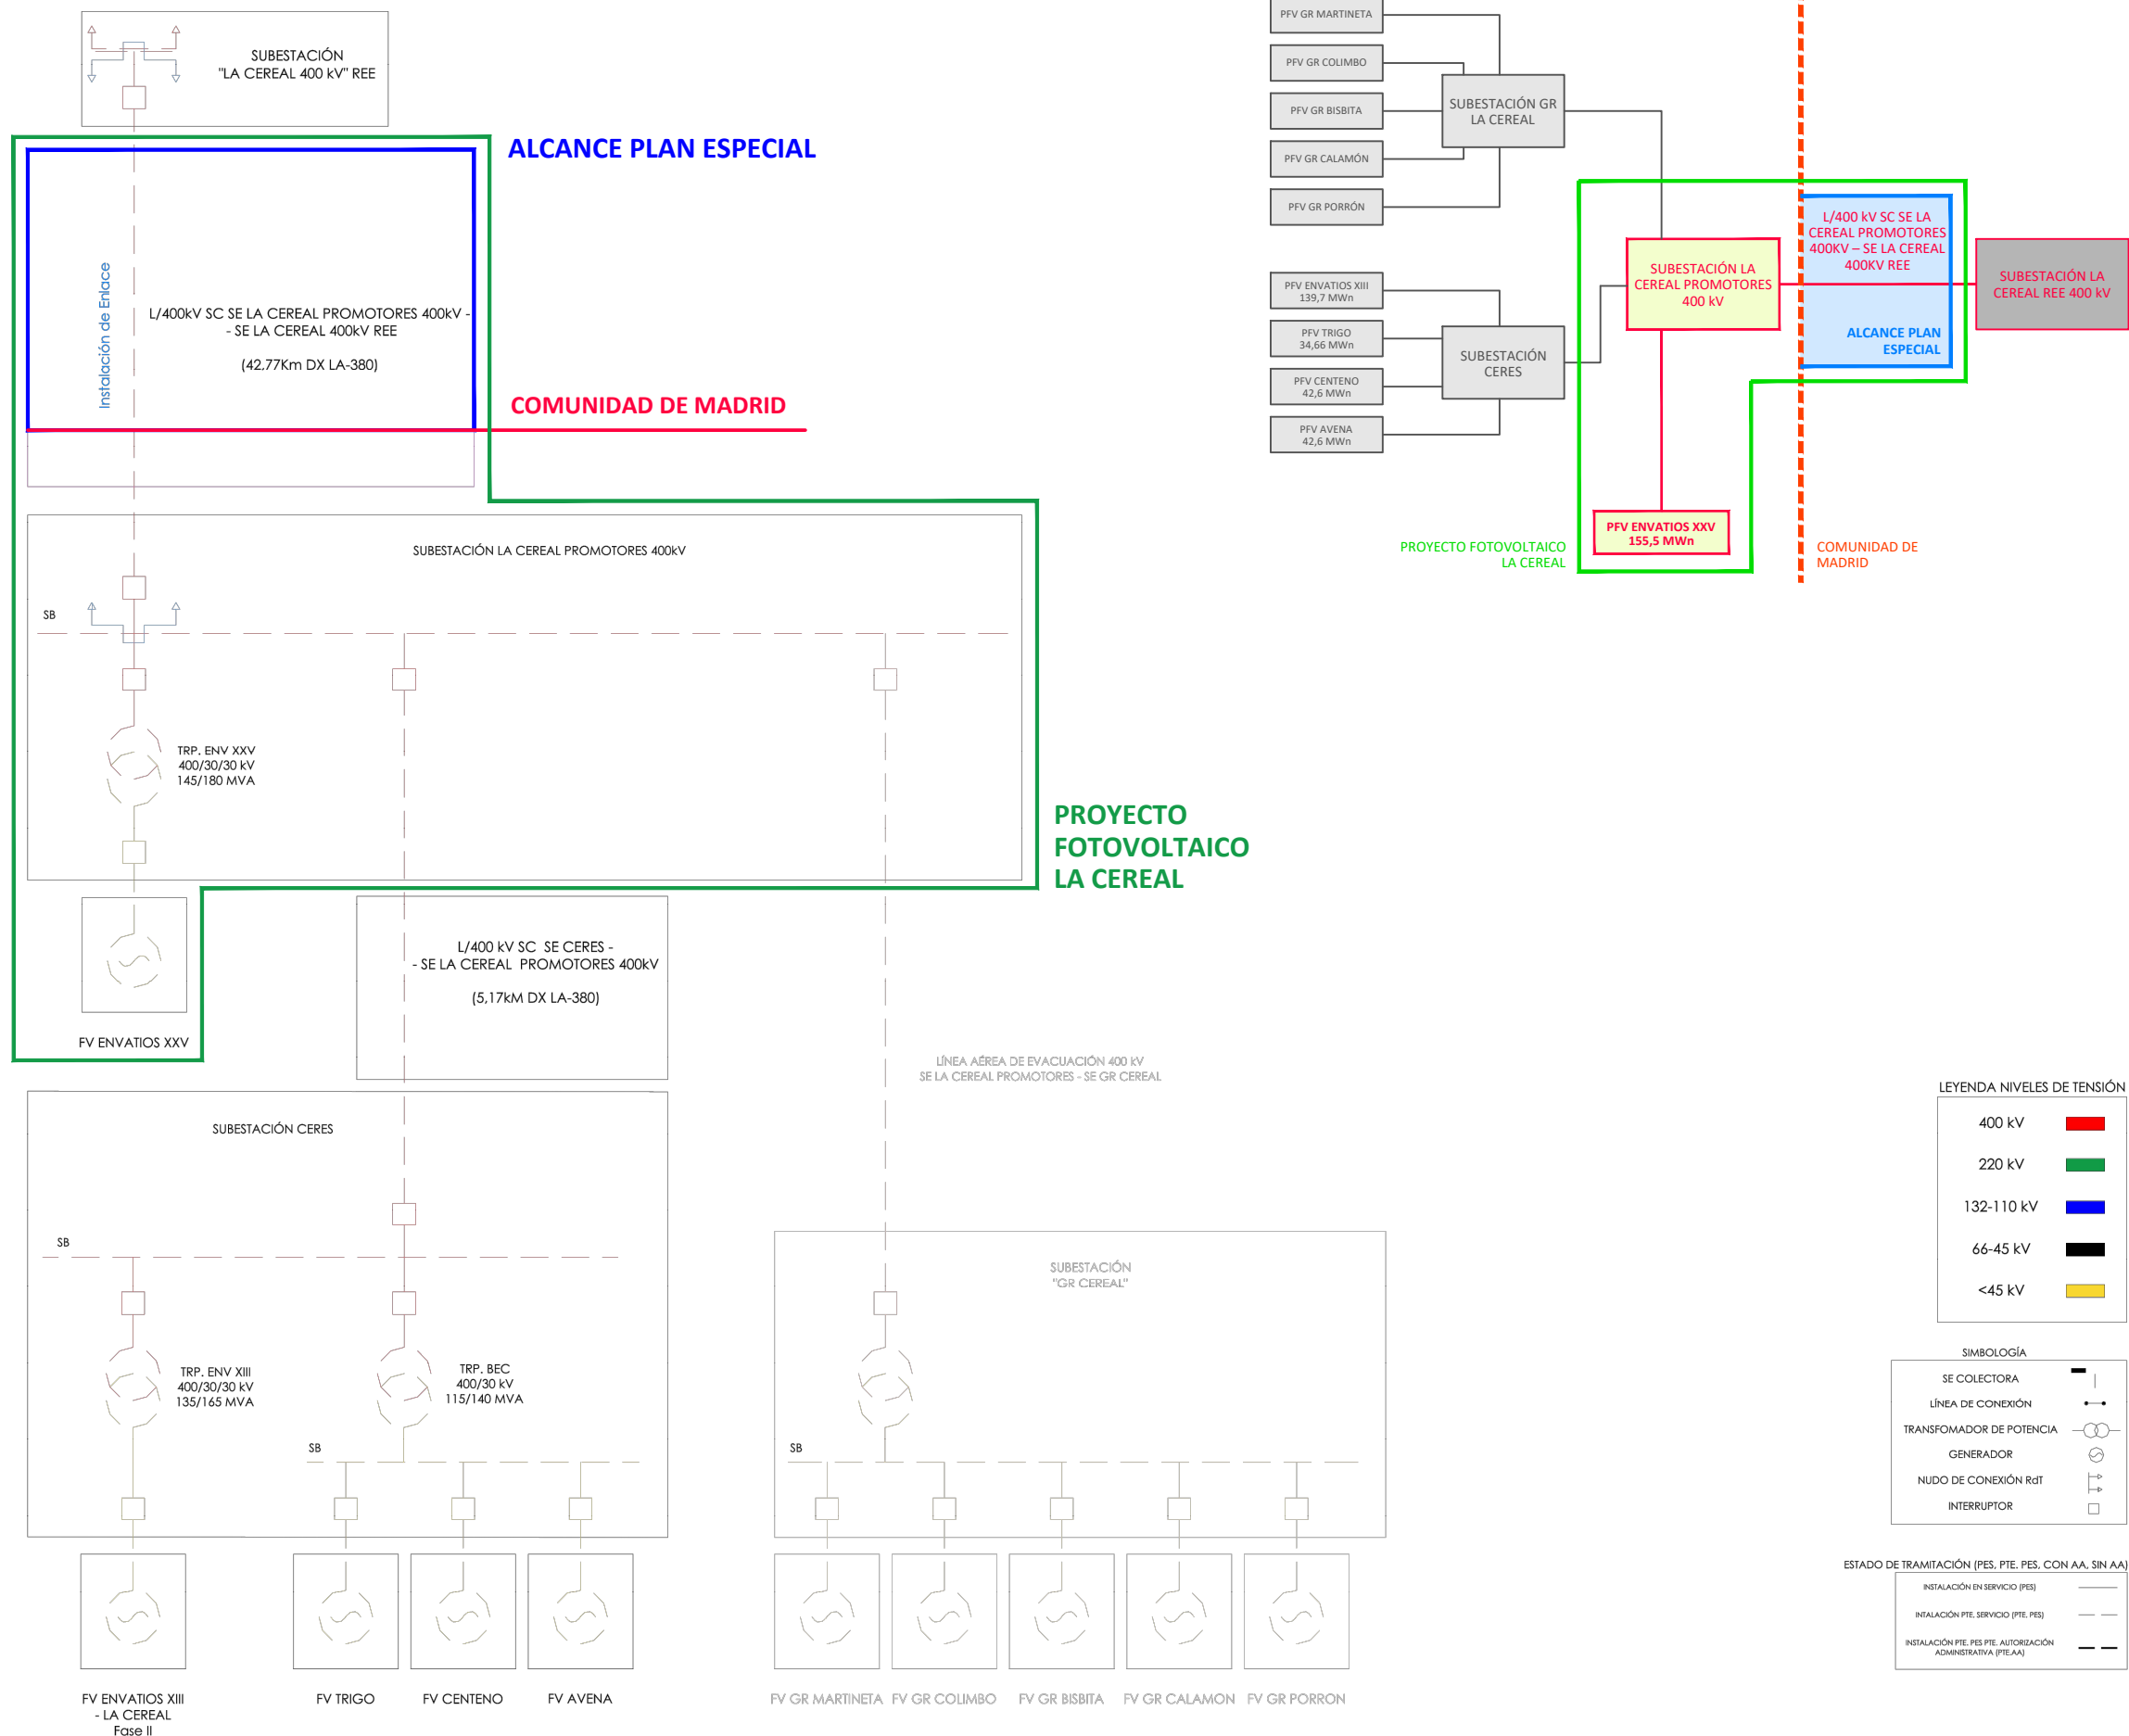 SUBESTACIÓN
"LA CEREAL 400 kV" REE
ALCANCE PLAN ESPECIAL
Instalación de Enlace
L/400kV SC SE LA CEREAL PROMOTORES 400kV -
- SE LA CEREAL 400kV REE
(42,77Km DX LA-380)
COMUNIDAD DE MADRID
SUBESTACIÓN LA CEREAL PROMOTORES 400kV
SB
TRP. ENV XXV
400/30/30 kV
145/180 MVA
PROYECTO
FOTOVOLTAICO
LA CEREAL
FV ENVATIOS XXV
L/400 kV SC SE CERES -
- SE LA CEREAL PROMOTORES 400kV
(5,17kM DX LA-380)
LÍNEA AÉREA DE EVACUACIÓN 400 kV
SE LA CEREAL PROMOTORES - SE GR CEREAL
SUBESTACIÓN CERES
SB
TRP. ENV XIII
400/30/30 kV
135/165 MVA
TRP. BEC
400/30 kV
115/140 MVA
SB
SUBESTACIÓN
"GR CEREAL"
SB
FV ENVATIOS XIII
- LA CEREAL
Fase II
FV TRIGO
FV CENTENO
FV AVENA
FV GR MARTINETA
FV GR COLIMBO
FV GR BISBITA
FV GR CALAMON
FV GR PORRON
PFV GR MARTINETA
PFV GR COLIMBO
PFV GR BISBITA
PFV GR CALAMÓN
PFV GR PORRÓN
SUBESTACIÓN GR
LA CEREAL
PFV ENVATIOS XIII
139,7 MWn
PFV TRIGO
34,66 MWn
PFV CENTENO
42,6 MWn
PFV AVENA
42,6 MWn
SUBESTACIÓN
CERES
SUBESTACIÓN LA
CEREAL PROMOTORES
400 kV
L/400 kV SC SE LA
CEREAL PROMOTORES
400KV – SE LA CEREAL
400KV REE
ALCANCE PLAN
ESPECIAL
SUBESTACIÓN LA
CEREAL REE 400 kV
PFV ENVATIOS XXV
155,5 MWn
PROYECTO FOTOVOLTAICO
LA CEREAL
COMUNIDAD DE
MADRID
LEYENDA NIVELES DE TENSIÓN
400 kV
220 kV
132-110 kV
66-45 kV
<45 kV
SIMBOLOGÍA
SE COLECTORA
LÍNEA DE CONEXIÓN
TRANSFOMADOR DE POTENCIA
GENERADOR
NUDO DE CONEXIÓN RdT
INTERRUPTOR
ESTADO DE TRAMITACIÓN (PES, PTE. PES, CON AA, SIN AA)
INSTALACIÓN EN SERVICIO (PES)
INTALACIÓN PTE. SERVICIO (PTE. PES)
INSTALACIÓN PTE. PES PTE. AUTORIZACIÓN
ADMINISTRATIVA (PTE.AA)